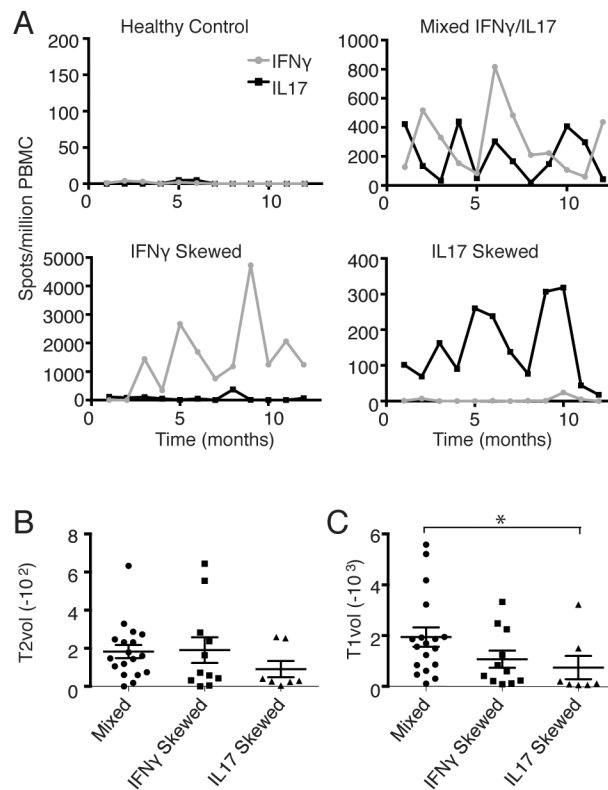 A
Healthy Control
Mixed IFNγ/IL17
200
150
100
50
0
0
5
10
IFNγ
IL17
1000
800
600
400
200
0
0
5
10
Spots/million PBMC
IFNγ Skewed
IL17 Skewed
5000
4000
3000
2000
1000
0
0
5
10
Time (months)
400
300
200
100
0
0
5
10
Time (months)
B
T2vol (-10²)
8
6
4
2
0
Mixed
IFNγ Skewed
IL17 Skewed
C
T1vol (-10³)
6
4
2
0
*
Mixed
IFNγ Skewed
IL17 Skewed